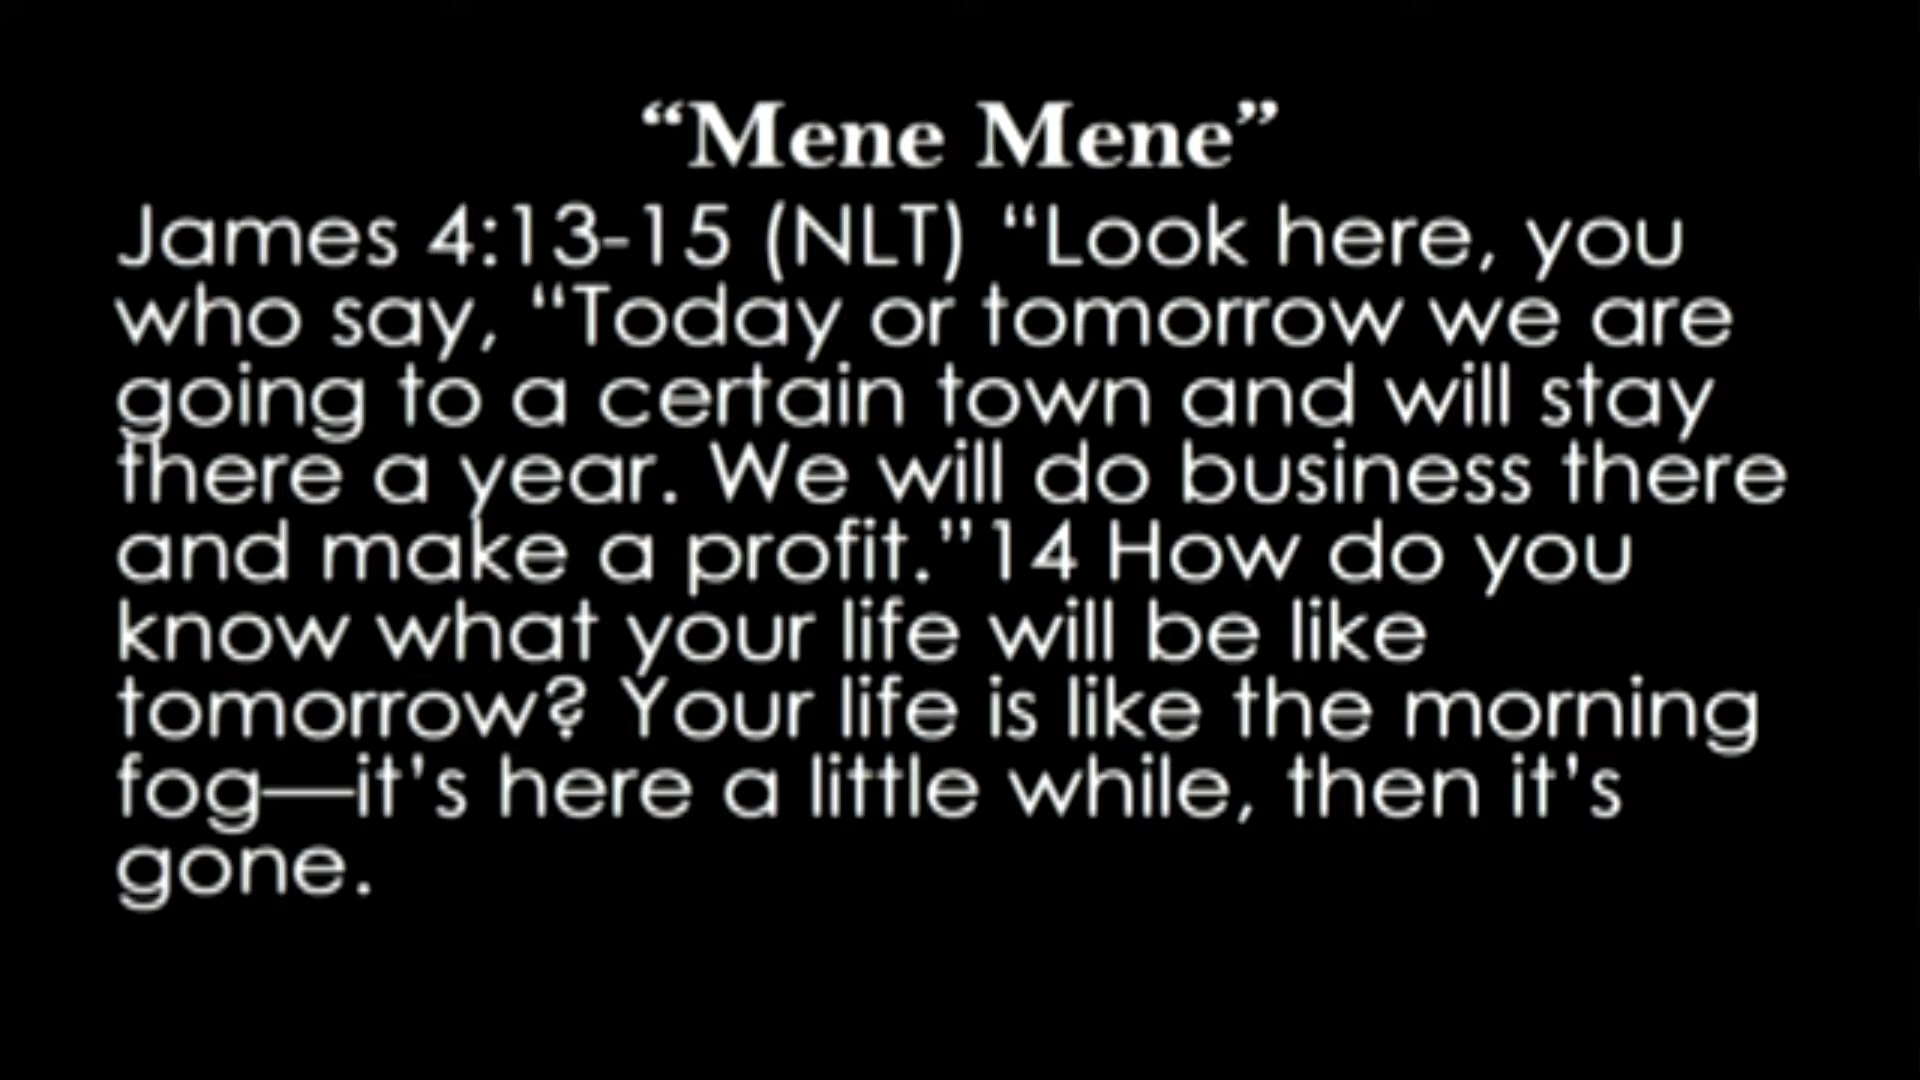 “Mene Mene”
James 4:13-15 (NLT) “Look here, you
who say, “Today or tomorrow we are
going to a certain town and will stay
there a year. We will do business there
and make a profit.”14 How do you
know what your life will be like
tomorrow? Your life is like the morning
fog—it’s here a little while, then it’s
gone.